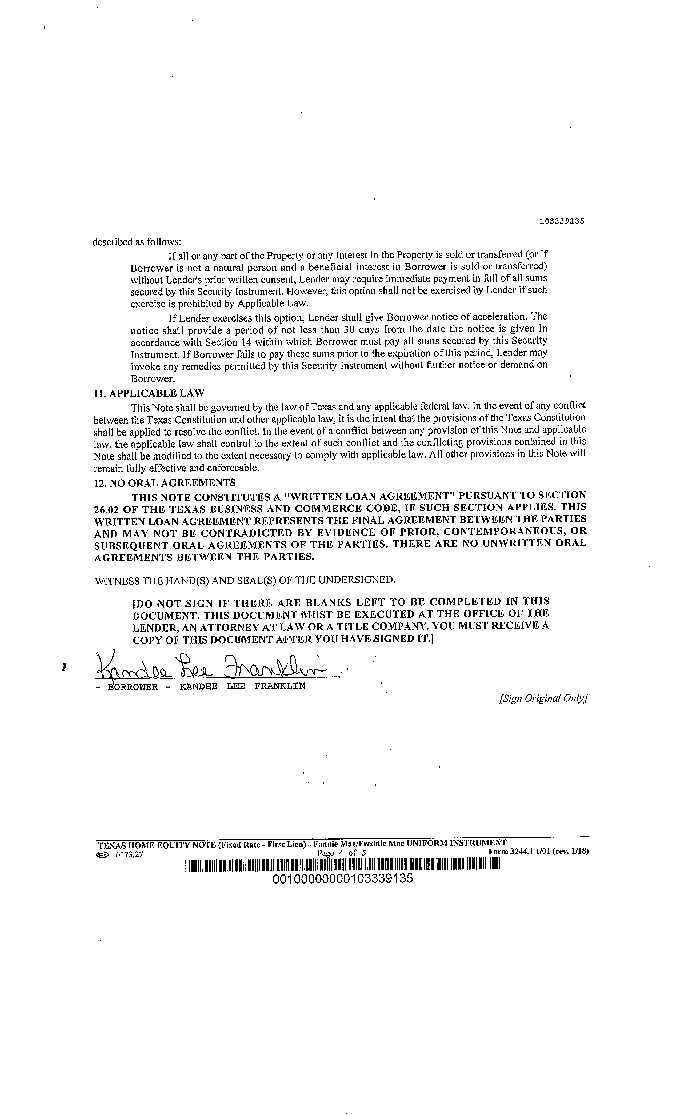 103339135
described as follows:
If all or any part of the Property or any Interest in the Property is sold or transferred (or if
Borrower is not a natural person and a beneficial interest in Borrower is sold or transferred)
without Lender's prior written consent, Lender may require immediate payment in full of all sums
secured by this Security Instrument. However, this option shall not be exercised by Lender if such
exercise is prohibited by Applicable Law.
If Lender exercises this option, Lender shall give Borrower notice of acceleration. The
notice shall provide a period of not less than 30 days from the date the notice is given in
accordance with Section 14 within which Borrower must pay all sums secured by this Security
Instrument. If Borrower fails to pay these sums prior to the expiration of this period, Lender may
invoke any remedies permitted by this Security Instrument without further notice or demand on
Borrower.
11. APPLICABLE LAW
This Note shall be governed by the law of Texas and any applicable federal law. In the event of any conflict
between the Texas Constitution and other applicable law, it is the intent that the provisions of the Texas Constitution
shall be applied to resolve the conflict. In the event of a conflict between any provision of this Note and applicable
law, the applicable law shall control to the extent of such conflict and the conflicting provisions contained in this
Note shall be modified to the extent necessary to comply with applicable law. All other provisions in this Note will
remain fully effective and enforceable.
12. NO ORAL AGREEMENTS
THIS NOTE CONSTITUTES A "WRITTEN LOAN AGREEMENT" PURSUANT TO SECTION
26.02 OF THE TEXAS BUSINESS AND COMMERCE CODE, IF SUCH SECTION APPLIES. THIS
WRITTEN LOAN AGREEMENT REPRESENTS THE FINAL AGREEMENT BETWEEN THE PARTIES
AND MAY NOT BE CONTRADICTED BY EVIDENCE OF PRIOR, CONTEMPORANEOUS, OR
SUBSEQUENT ORAL AGREEMENTS OF THE PARTIES. THERE ARE NO UNWRITTEN ORAL
AGREEMENTS BETWEEN THE PARTIES.
WITNESS THE HAND(S) AND SEAL(S) OF THE UNDERSIGNED.
[DO NOT SIGN IF THERE ARE BLANKS LEFT TO BE COMPLETED IN THIS
DOCUMENT. THIS DOCUMENT MUST BE EXECUTED AT THE OFFICE OF THE
LENDER, AN ATTORNEY AT LAW OR A TITLE COMPANY. YOU MUST RECEIVE A
COPY OF THIS DOCUMENT AFTER YOU HAVE SIGNED IT.]
Kandee Lee Franklin
- BORROWER - KANDEE LEE FRANKLIN
[Sign Original Only]
TEXAS HOME EQUITY NOTE (Fixed Rate - First Lien) - Fannie Mae/Freddie Mac UNIFORM INSTRUMENT
Page 4 of 5
Form 3244.1 1/01 (rev. 1/18)
00100000000103339135